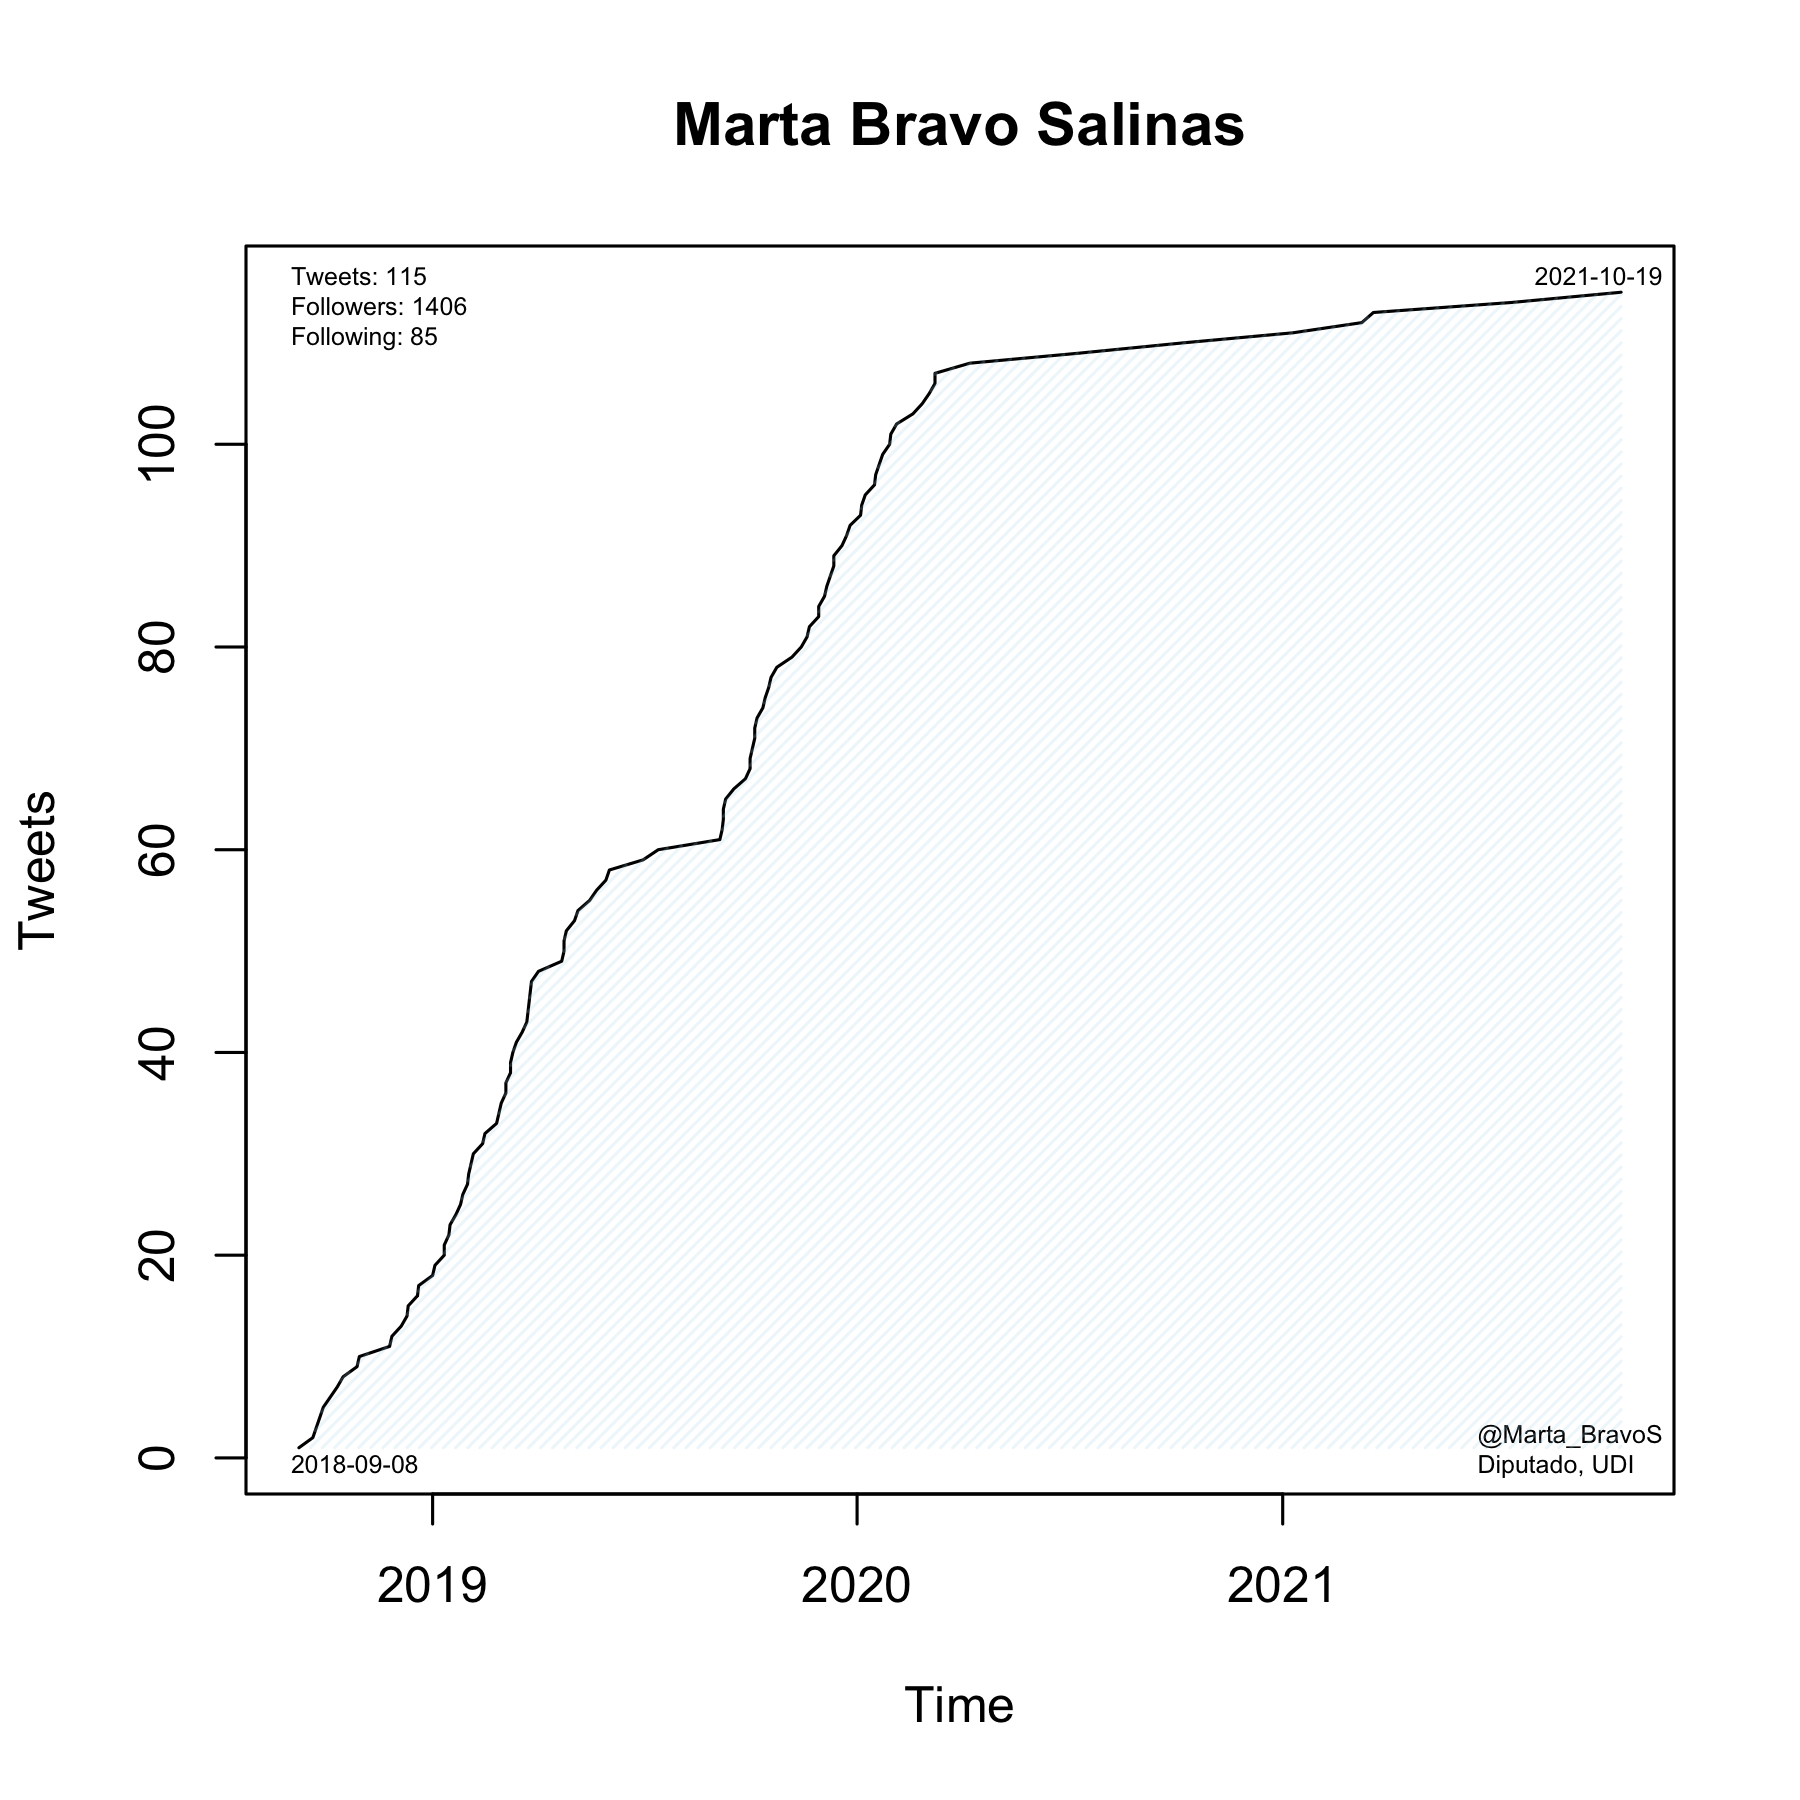 Marta Bravo Salinas
Tweets: 115
Followers: 1406
Following: 85
2021-10-19
100
80
60
40
20
0
Tweets
2018-09-08
@Marta_BravoS
Diputado, UDI
2019
2020
2021
Time